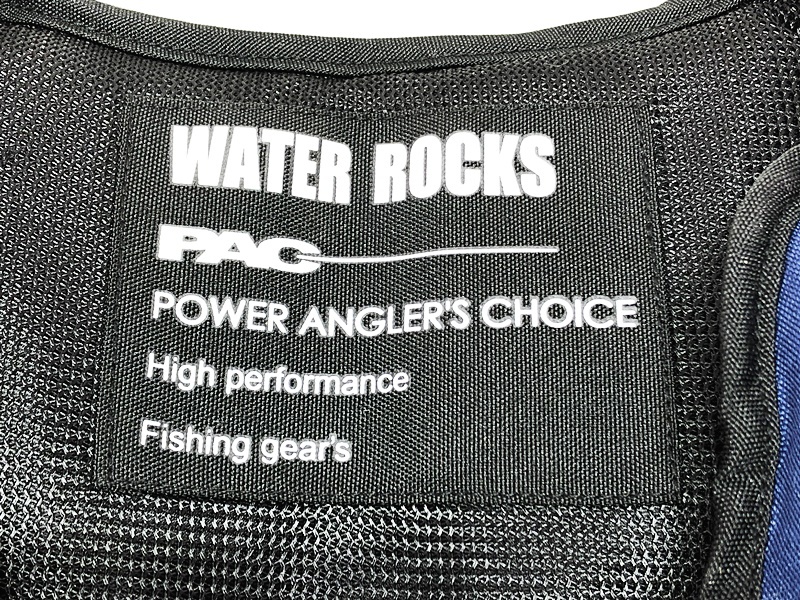 WATER ROCKS
PAC
POWER ANGLER'S CHOICE
High performance
Fishing gear's